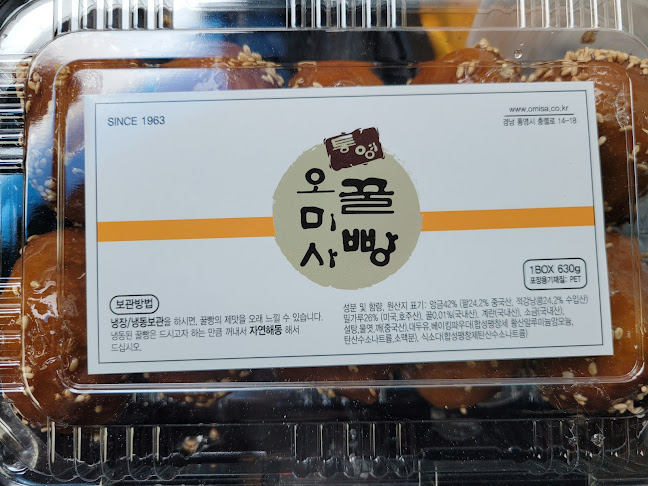 SINCE 1963
www.omisa.co.kr
경남 통영시 충렬로 14-18
통영
오미사
꿀빵
1BOX 630g
포장용기재질: PET
보관방법
냉장/냉동보관을 하시면, 꿀빵의 제맛을 오래 느낄 수 있습니다.
냉동된 꿀빵은 드시고자 하는 만큼 꺼내서 자연해동 해서
드십시오.
성분 및 함량, 원산지 표기: 앙금42% (팥24,2% 중국산, 적강낭콩24,2% 수입산)
밀가루26% (미국,호주산), 꿀0,01%(국내산), 계란(국내산), 소금(국내산),
설탕,물엿,깨(중국산),대두유,베이킹파우다(합성팽창제 황산알루미늄암모늄,
탄산수소나트륨,소맥분), 식소다(합성팽창제탄산수소나트륨)